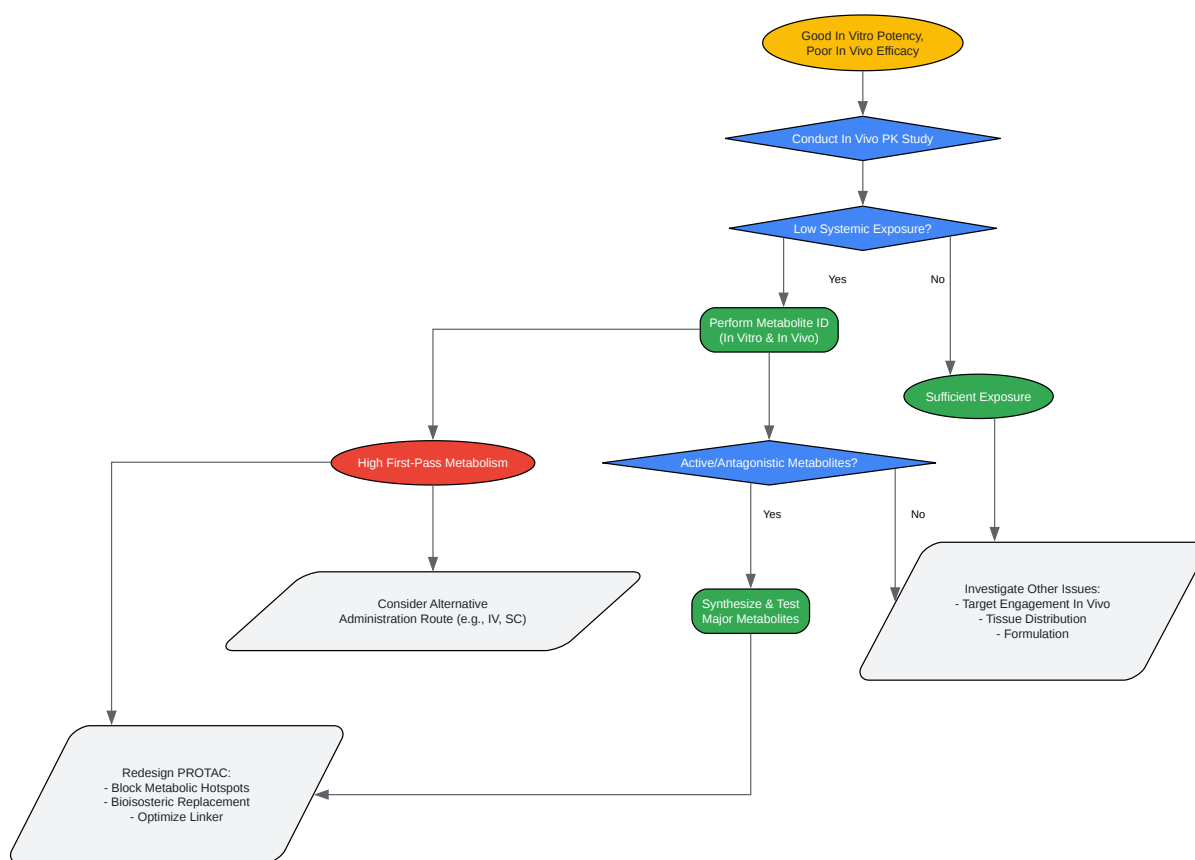 Good In Vitro Potency,
Poor In Vivo Efficacy
Conduct In Vivo PK Study
Low Systemic Exposure?
Yes
No
Perform Metabolite ID
(In Vitro & In Vivo)
Sufficient Exposure
High First-Pass Metabolism
Active/Antagonistic Metabolites?
Yes
No
Consider Alternative
Administration Route (e.g., IV, SC)
Synthesize & Test
Major Metabolites
Investigate Other Issues:
- Target Engagement In Vivo
- Tissue Distribution
- Formulation
Redesign PROTAC:
- Block Metabolic Hotspots
- Bioisosteric Replacement
- Optimize Linker